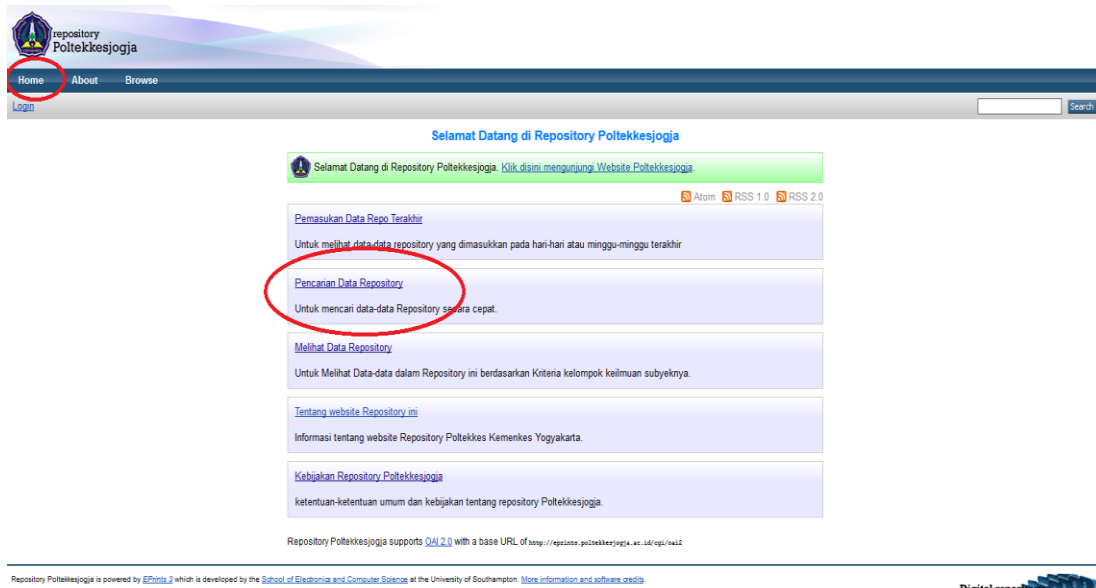 repository
Poltekkesjogja
Home About Browse
Login
Search
Selamat Datang di Repository Poltekkesjogja
Selamat Datang di Repository Poltekkesjogja. Klik disini mengunjungi Website Poltekkesjogja.
Atom RSS 1.0 RSS 2.0
Pemasukan Data Repo Terakhir
Untuk melihat data-data repository yang dimasukkan pada hari-hari atau minggu-minggu terakhir
Pencarian Data Repository
Untuk mencari data-data Repository secara cepat.
Melihat Data Repository
Untuk Melihat Data-data dalam Repository ini berdasarkan Kriteria kelompok keilmuan subyeknya.
Tentang website Repository ini
Informasi tentang website Repository Poltekkes Kemenkes Yogyakarta.
Kebijakan Repository Poltekkesjogja
ketentuan-ketentuan umum dan kebijakan tentang repository Poltekkesjogja.
Repository Poltekkesjogja supports OAI 2.0 with a base URL of http://eprints.poltekkesjogja.ac.id/cgi/oai2
Repository Poltekkesjogja is powered by EPrints 3 which is developed by the School of Electronics and Computer Science at the University of Southampton. More information and software credits.
Digital